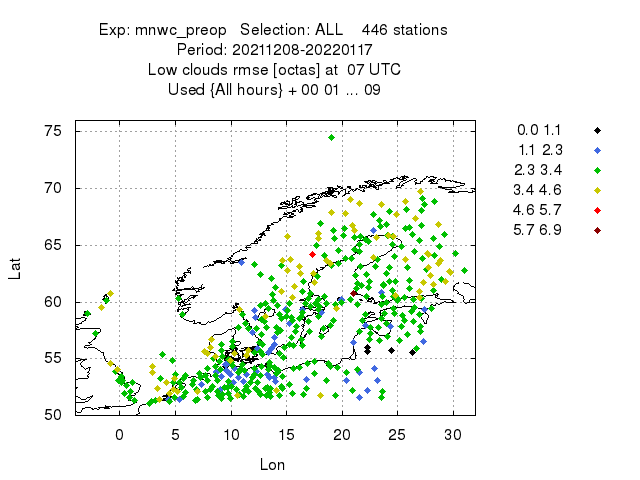 Exp: mnwc_preop   Selection: ALL    446 stations
Period: 20211208-20220117
Low clouds rmse [octas] at  07 UTC
Used {All hours} + 00 01 ... 09
0.0 1.1
1.1 2.3
2.3 3.4
3.4 4.6
4.6 5.7
5.7 6.9
75
70
65
60
55
50
Lat
0 5 10 15 20 25 30
Lon